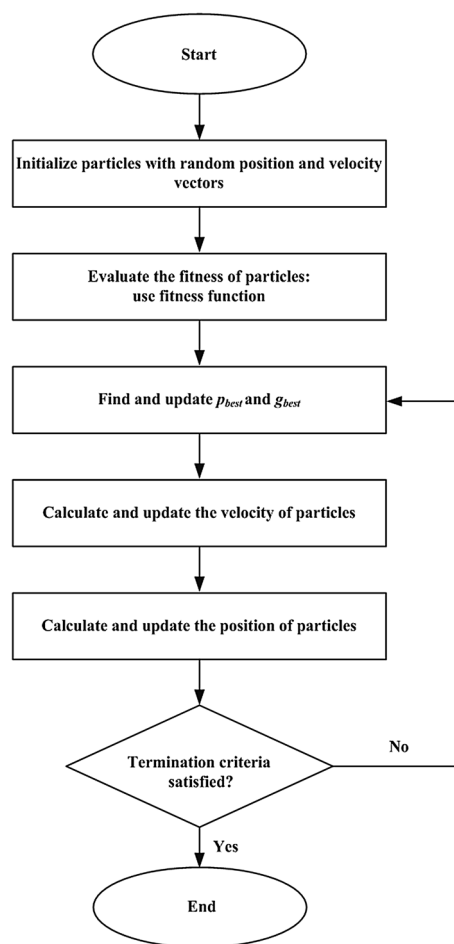 Start
Initialize particles with random position and velocity
vectors
Evaluate the fitness of particles:
use fitness function
Find and update pbest and gbest
Calculate and update the velocity of particles
Calculate and update the position of particles
Termination criteria
satisfied?
No
Yes
End